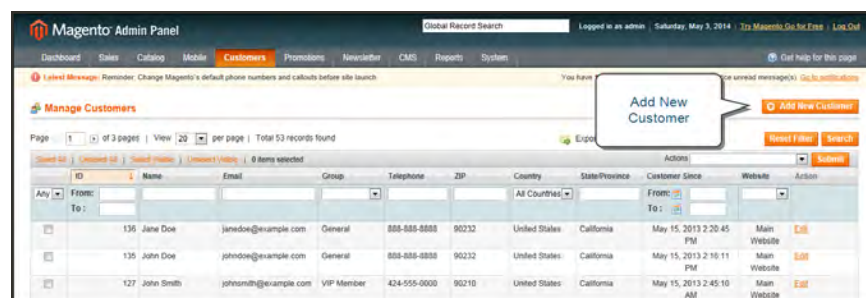 Magento Admin Panel
Global Record Search
Logged in as admin Saturday, May 3, 2014 Try Magento Go for Free Log Out
Dashboard Sales Catalog Mobile Customers Promotions Newsletter CMS Reports System Get help for this page
Latest Message: Reminder: Change Magento's default phone numbers and callouts before site launch You have unread message(s). Go to notifications
Manage Customers
Add New Customer
Add New
Customer
Page 1 of 3 pages | View 20 per page | Total 53 records found
Reset Filter Search
Select All | Unselect All | Select Visible | Unselect Visible | 0 items selected Actions Submit
ID Name Email Group Telephone ZIP Country State/Province Customer Since Website Action
Any From: All Countries From:
To: To:
136 Jane Doe janedoe@example.com General 888-888-8888 90232 United States California May 15, 2013 2:20:45 PM Main Website Edit
135 John Doe johndoe@example.com General 888-888-8888 90232 United States California May 15, 2013 2:16:11 PM Main Website Edit
127 John Smith johnsmith@example.com VIP Member 424-555-0000 90210 United States California May 15, 2013 2:45:10 AM Main Website Edit